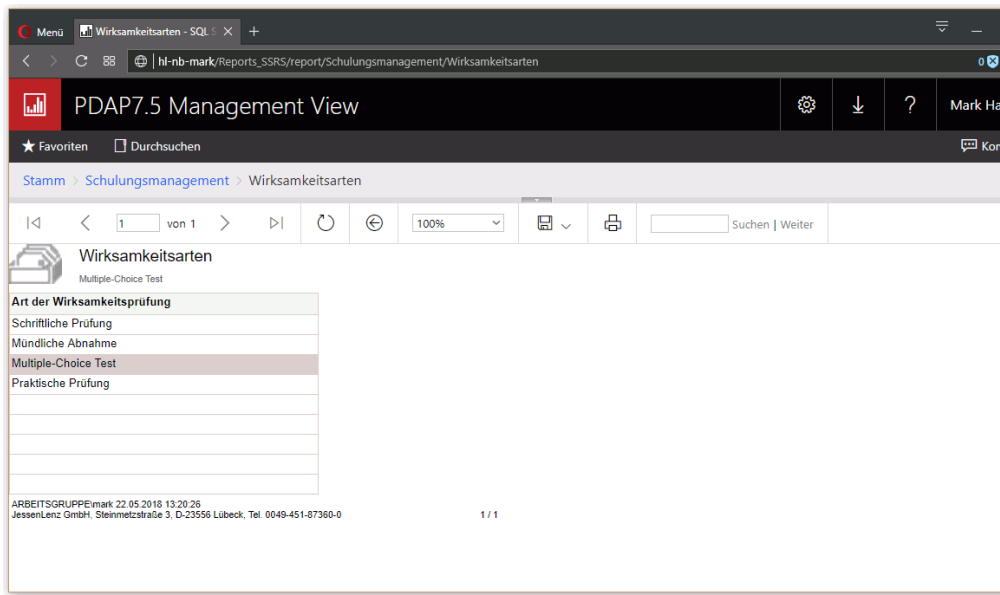 Menü Wirksamkeitsarten - SQL S
hl-nb-mark/Reports_SSRS/report/Schulungsmanagement/Wirksamkeitsarten 0
PDAP7.5 Management View ? Mark Ha
Favoriten Durchsuchen Kon
Stamm > Schulungsmanagement > Wirksamkeitsarten
1 von 1 100% Suchen | Weiter
Wirksamkeitsarten
Multiple-Choice Test
Art der Wirksamkeitsprüfung
Schriftliche Prüfung
Mündliche Abnahme
Multiple-Choice Test
Praktische Prüfung
ARBEITSGRUPPE\mark 22.05.2018 13:20:26
JessenLenz GmbH, Steinmetzstraße 3, D-23556 Lübeck, Tel. 0049-451-87360-0 1 / 1